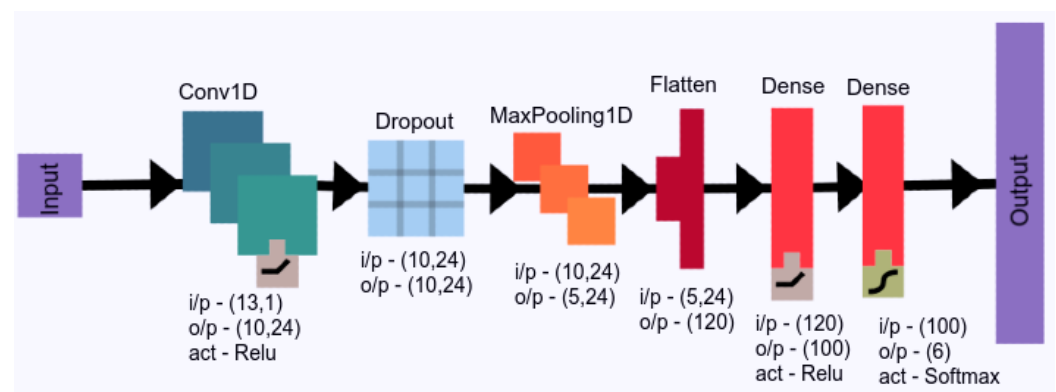 Input
Conv1D
i/p - (13,1)
o/p - (10,24)
act - Relu
Dropout
i/p - (10,24)
o/p - (10,24)
MaxPooling1D
i/p - (10,24)
o/p - (5,24)
Flatten
i/p - (5,24)
o/p - (120)
Dense
i/p - (120)
o/p - (100)
act - Relu
Dense
i/p - (100)
o/p - (6)
act - Softmax
Output